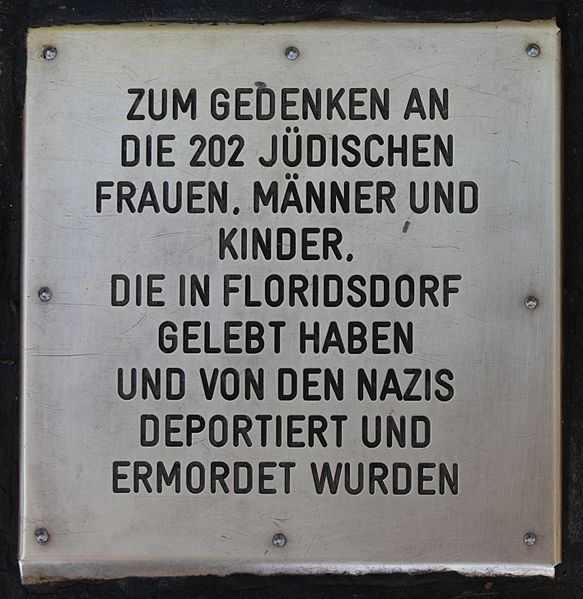 ZUM GEDENKEN AN
DIE 202 JÜDISCHEN
FRAUEN, MÄNNER UND
KINDER,
DIE IN FLORIDSDORF
GELEBT HABEN
UND VON DEN NAZIS
DEPORTIERT UND
ERMORDET WURDEN